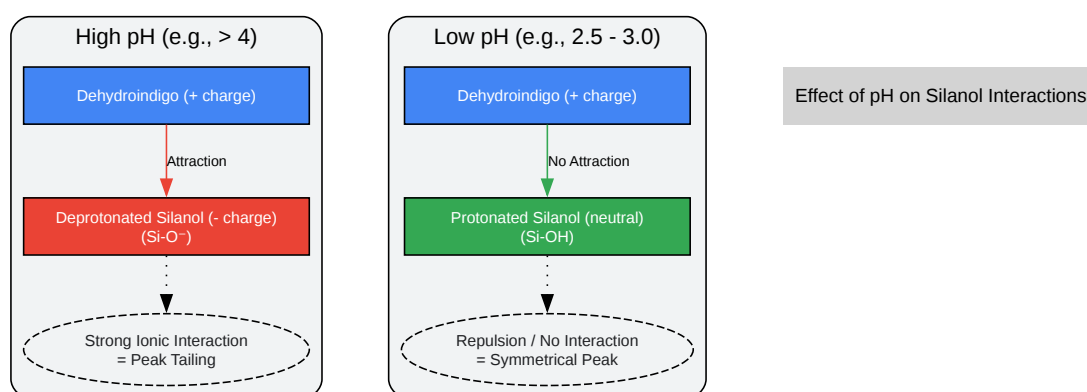 High pH (e.g., > 4)
Dehydroindigo (+ charge)
Attraction
Deprotonated Silanol (- charge)
(Si-O⁻)
Strong Ionic Interaction
= Peak Tailing
Low pH (e.g., 2.5 - 3.0)
Dehydroindigo (+ charge)
No Attraction
Protonated Silanol (neutral)
(Si-OH)
Repulsion / No Interaction
= Symmetrical Peak
Effect of pH on Silanol Interactions